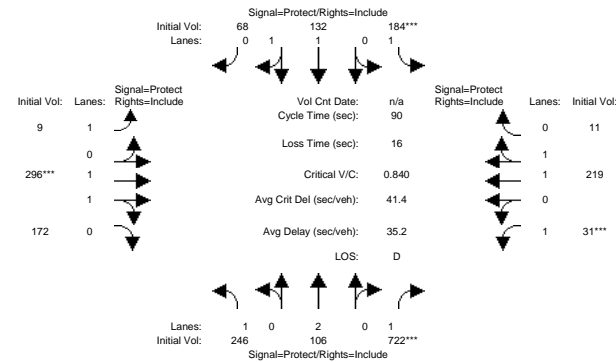 Signal=Protect/Rights=Include
Initial Vol: 68 132 184***
Lanes: 0 1 1 0 1
Signal=Protect
Initial Vol: Lanes: Rights=Include
Vol Cnt Date: n/a
Signal=Protect
Rights=Include Lanes: Initial Vol:
Cycle Time (sec): 90
9 1
0 11
Loss Time (sec): 16
0
1
296*** 1
Critical V/C: 0.840
1 219
1
Avg Crit Del (sec/veh): 41.4
0
172 0
Avg Delay (sec/veh): 35.2
1 31***
LOS: D
Lanes: 1 0 2 0 1
Initial Vol: 246 106 722***
Signal=Protect/Rights=Include